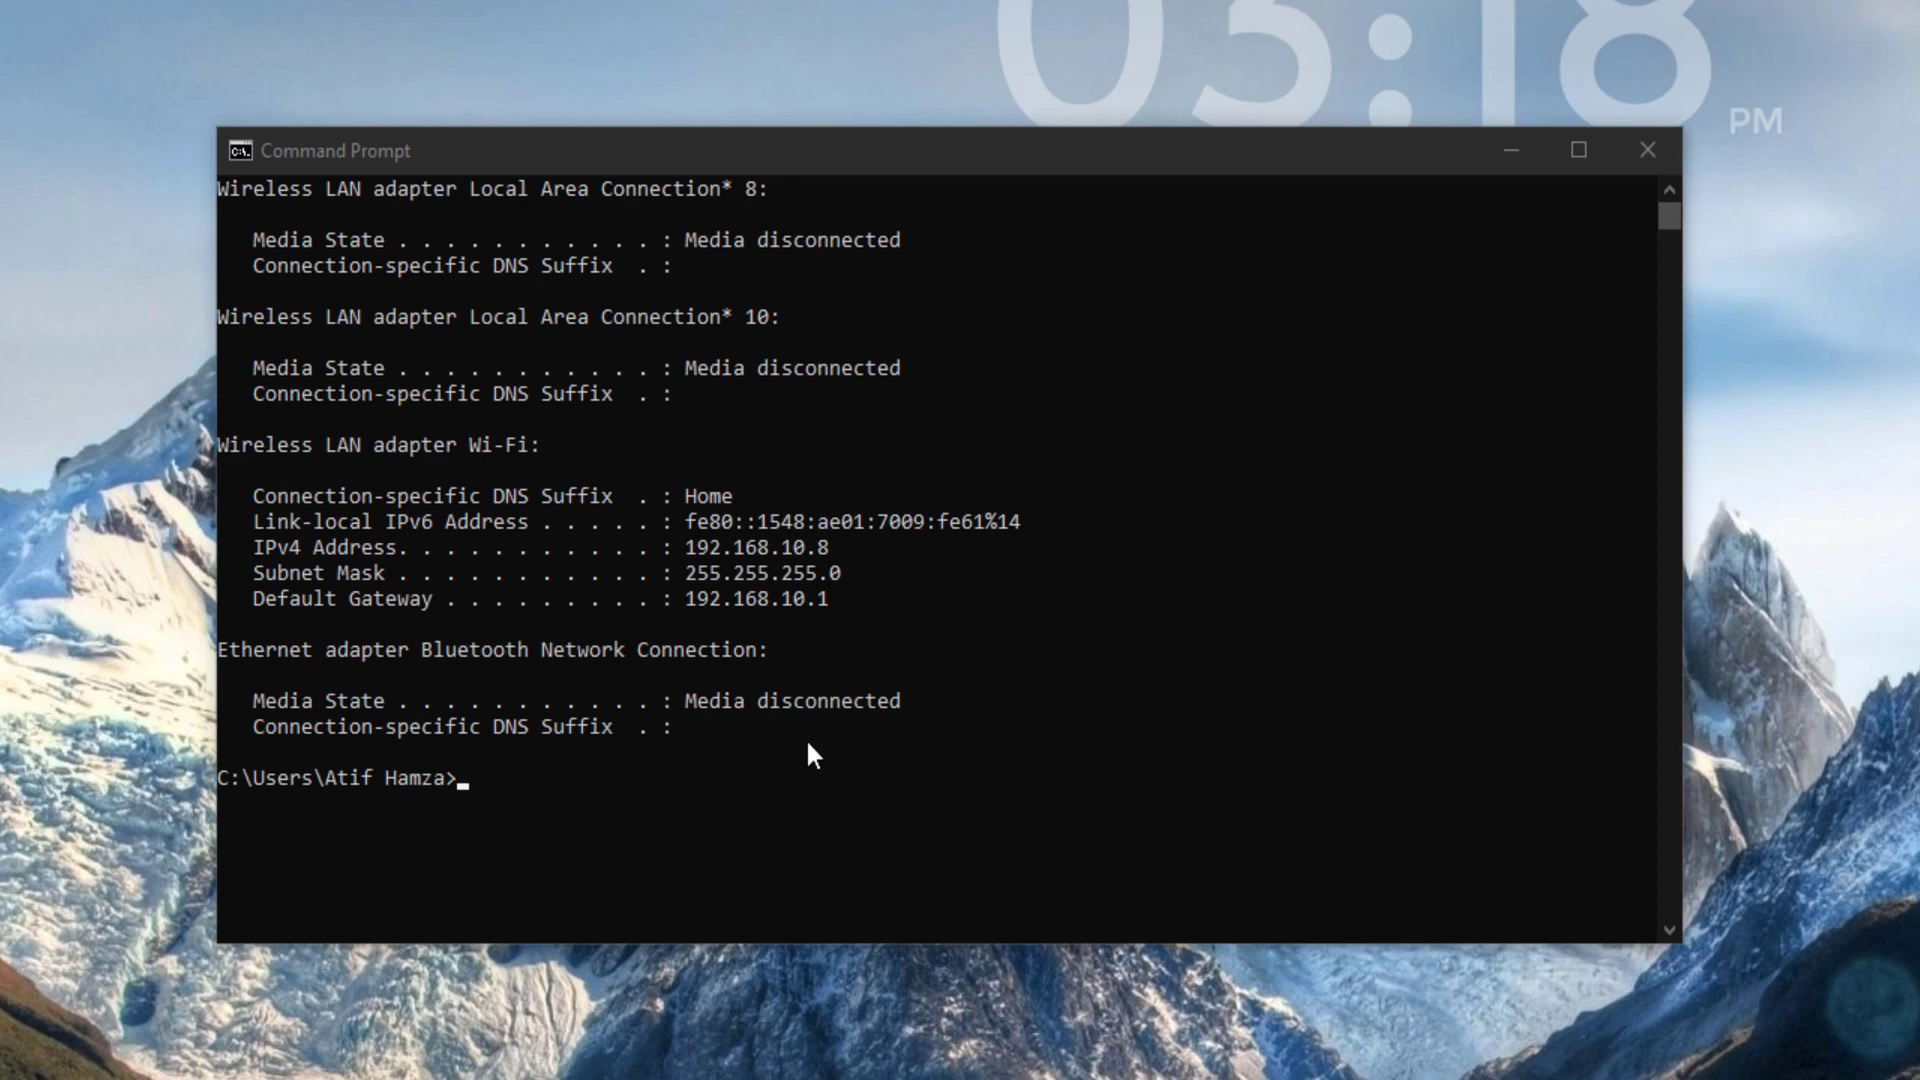 03:18
PM
Command Prompt
Wireless LAN adapter Local Area Connection* 8:
Media State . . . . . . . . . . . : Media disconnected
Connection-specific DNS Suffix  . :
Wireless LAN adapter Local Area Connection* 10:
Media State . . . . . . . . . . . : Media disconnected
Connection-specific DNS Suffix  . :
Wireless LAN adapter Wi-Fi:
Connection-specific DNS Suffix  . : Home
Link-local IPv6 Address . . . . . : fe80::1548:ae01:7009:fe61%14
IPv4 Address. . . . . . . . . . . : 192.168.10.8
Subnet Mask . . . . . . . . . . . : 255.255.255.0
Default Gateway . . . . . . . . . : 192.168.10.1
Ethernet adapter Bluetooth Network Connection:
Media State . . . . . . . . . . . : Media disconnected
Connection-specific DNS Suffix  . :
C:\Users\Atif Hamza>